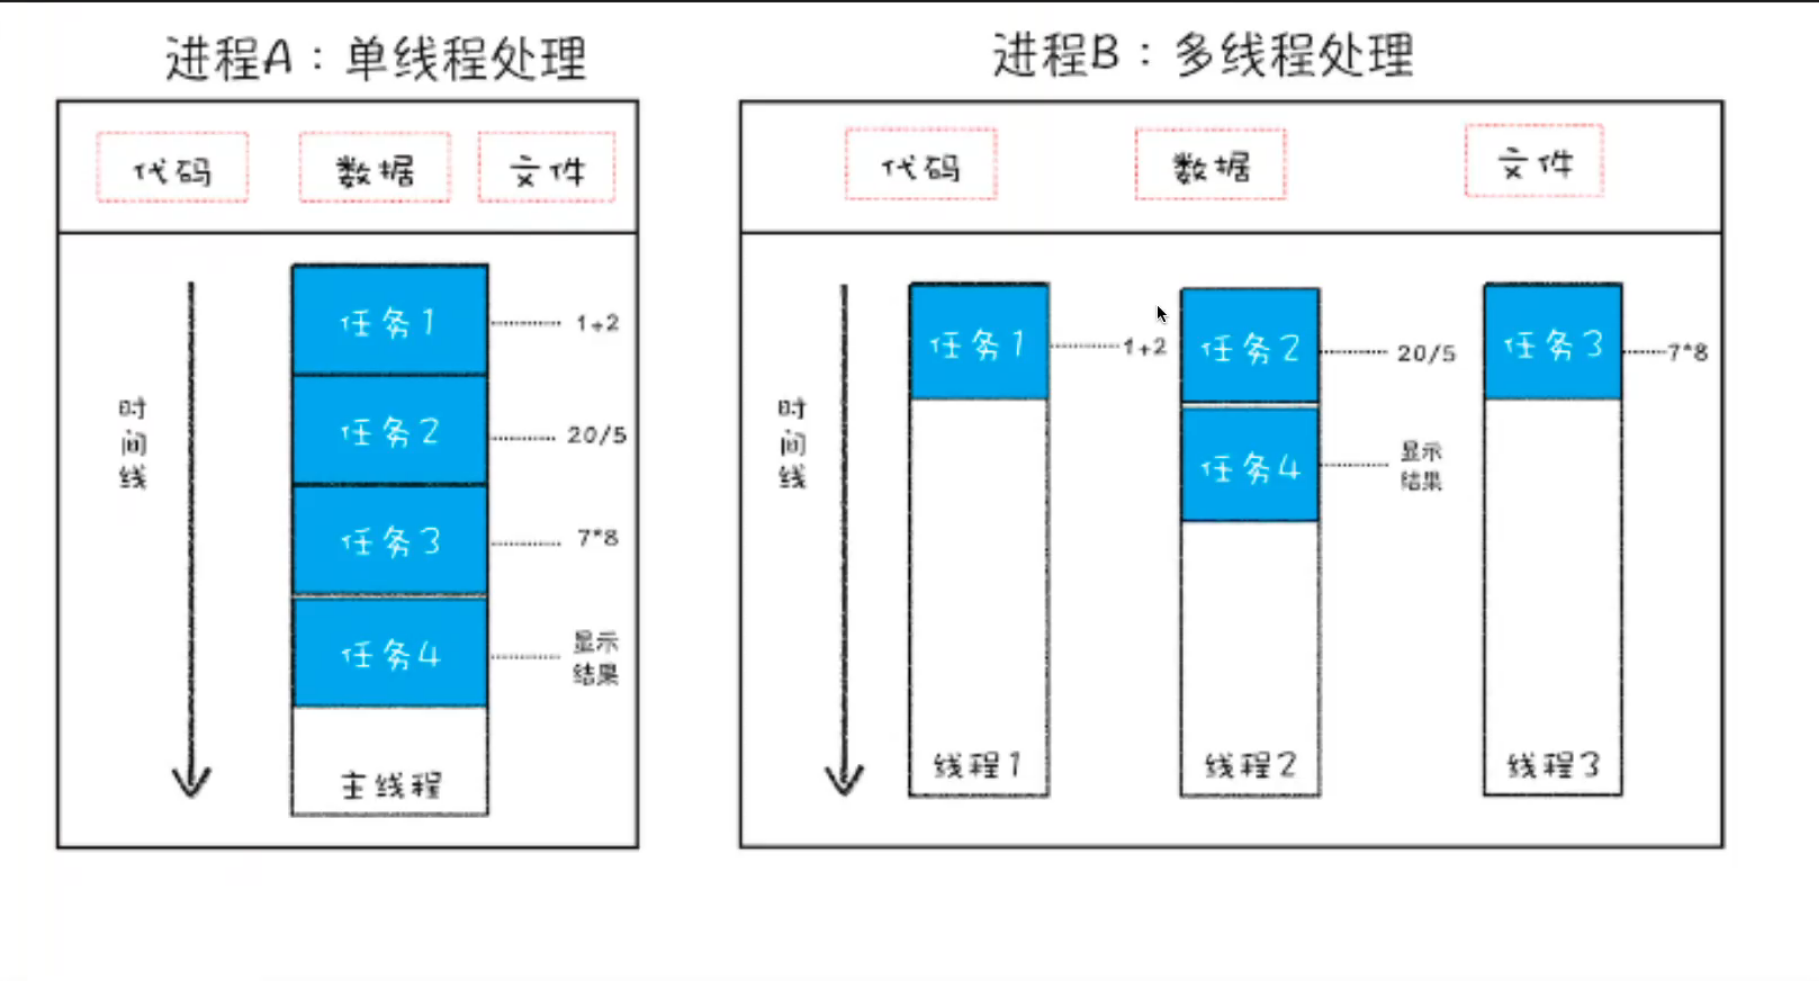 进程A：单线程处理
代码
数据
文件
时
间
线
任务1
1+2
任务2
20/5
任务3
7*8
任务4
显示
结果
主线程
进程B：多线程处理
代码
数据
文件
时
间
线
任务1
1+2
任务2
20/5
任务3
7*8
任务4
显示
结果
线程1
线程2
线程3